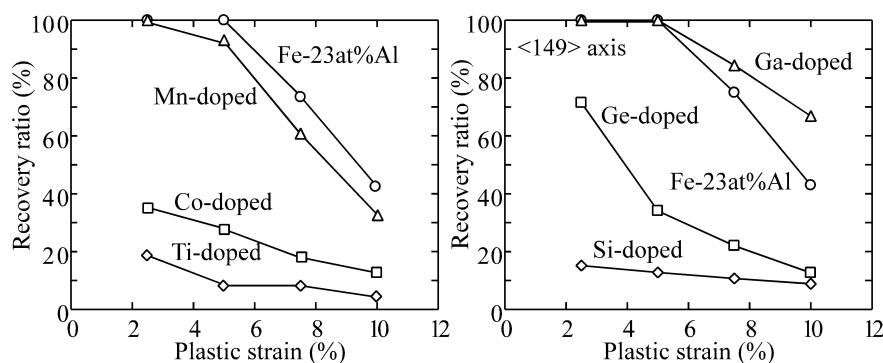 Recovery ratio (%)
100
80
60
40
20
0
Fe-23at%Al
Mn-doped
Co-doped
Ti-doped
0 2 4 6 8 10 12
Plastic strain (%)
Recovery ratio (%)
100
80
60
40
20
0
<149> axis
Ga-doped
Ge-doped
Fe-23at%Al
Si-doped
0 2 4 6 8 10 12
Plastic strain (%)